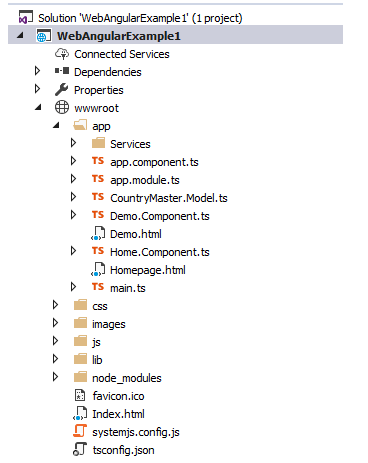 Solution 'WebAngularExample1' (1 project)
WebAngularExample1
Connected Services
Dependencies
Properties
wwwroot
app
Services
TS app.component.ts
TS app.module.ts
TS CountryMaster.Model.ts
TS Demo.Component.ts
Demo.html
TS Home.Component.ts
Homepage.html
TS main.ts
css
images
js
lib
node_modules
favicon.ico
Index.html
systemjs.config.js
tsconfig.json